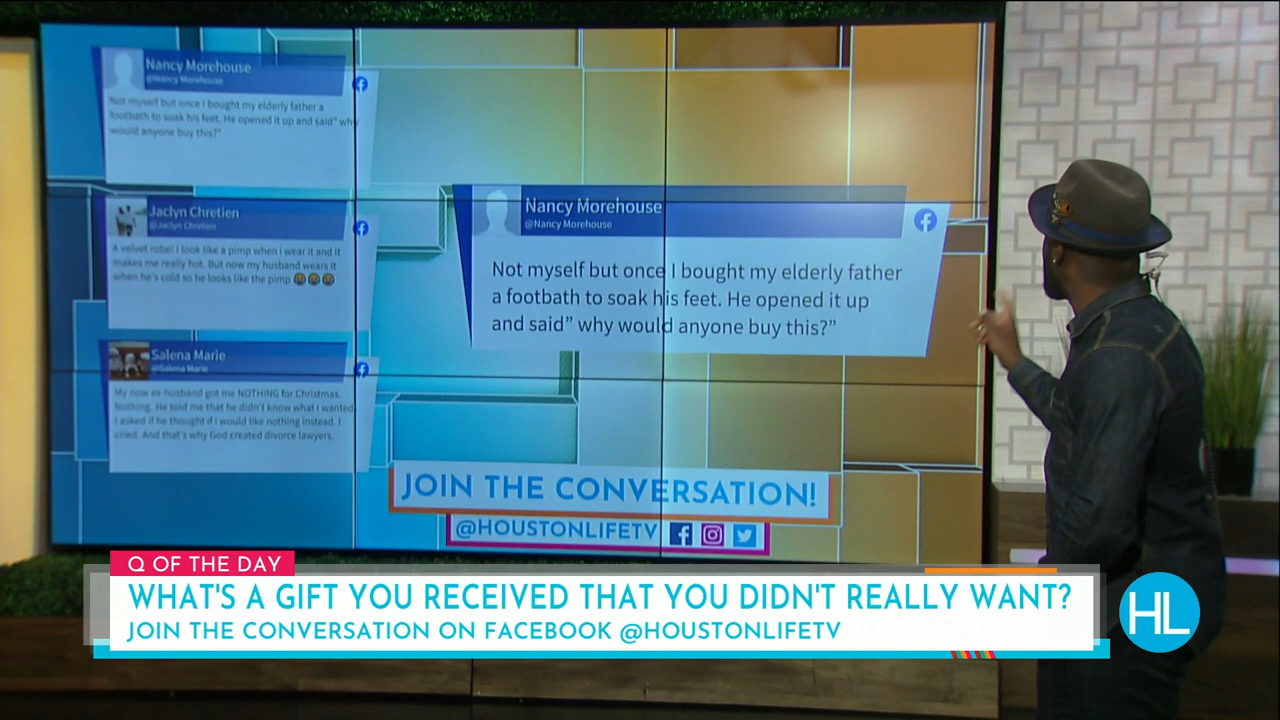 Nancy Morehouse
@Nancy Morehouse
Not myself but once I bought my elderly father a
footbath to soak his feet. He opened it up and said" why
would anyone buy this?"
Jaclyn Chretien
@Jaclyn Chretien
A velvet robe! I look like a pimp when i wear it and it
makes me really hot. But now my husband wears it
when he's cold so he looks like the pimp
Salena Marie
@Salena Marie
My now ex-husband got me NOTHING for Christmas.
Nothing. He told me that he didn't know what I wanted
I asked if he thought if i would like nothing instead. I
cried. And that's why God created divorce lawyers.
Nancy Morehouse
@Nancy Morehouse
Not myself but once I bought my elderly father
a footbath to soak his feet. He opened it up
and said” why would anyone buy this?”
JOIN THE CONVERSATION!
@HOUSTONLIFETV
Q OF THE DAY
WHAT'S A GIFT YOU RECEIVED THAT YOU DIDN'T REALLY WANT?
JOIN THE CONVERSATION ON FACEBOOK @HOUSTONLIFETV
HL